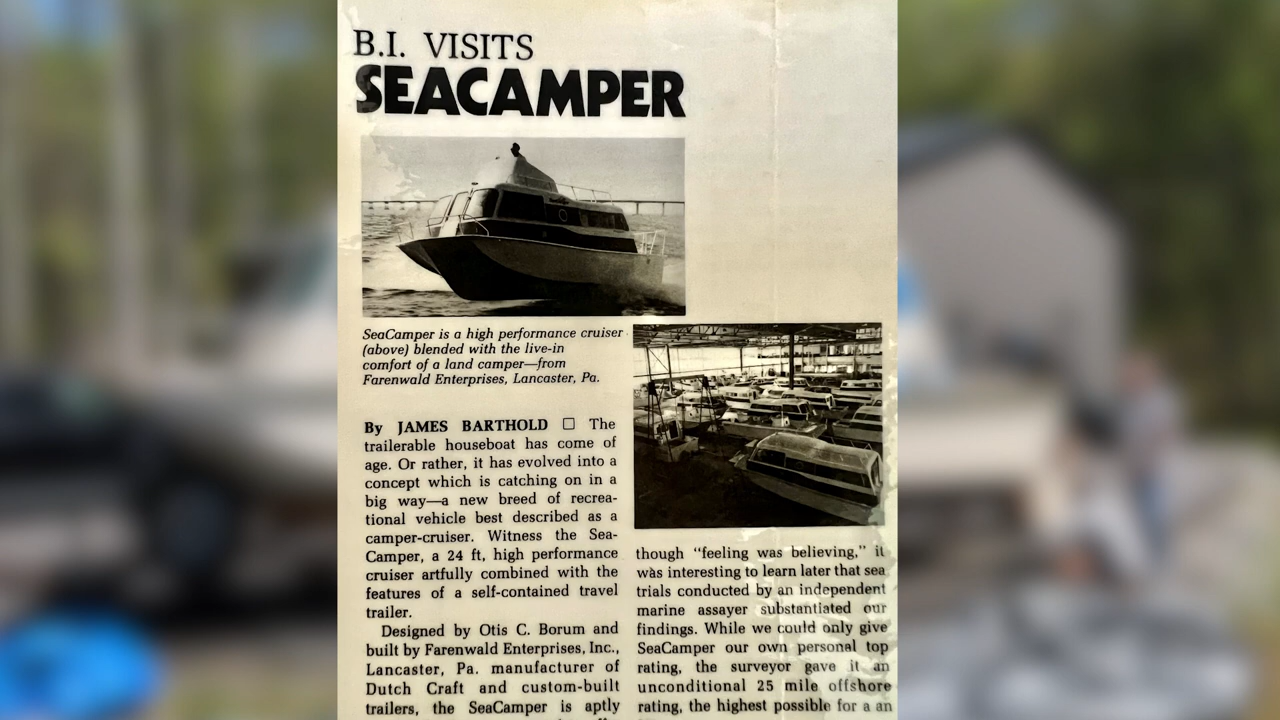 B.I. VISITS
SEACAMPER
SeaCamper is a high performance cruiser
(above) blended with the live-in
comfort of a land camper—from
Farenwald Enterprises, Lancaster, Pa.
By JAMES BARTHOLD □ The
trailerable houseboat has come of
age. Or rather, it has evolved into a
concept which is catching on in a
big way—a new breed of recrea-
tional vehicle best described as a
camper-cruiser. Witness the Sea-
Camper, a 24 ft, high performance
cruiser artfully combined with the
features of a self-contained travel
trailer.
Designed by Otis C. Borum and
built by Farenwald Enterprises, Inc.,
Lancaster, Pa. manufacturer of
Dutch Craft and custom-built
trailers, the SeaCamper is aptly
though "feeling was believing," it
was interesting to learn later that sea
trials conducted by an independent
marine assayer substantiated our
findings. While we could only give
SeaCamper our own personal top
rating, the surveyor gave it an
unconditional 25 mile offshore
rating, the highest possible for a an